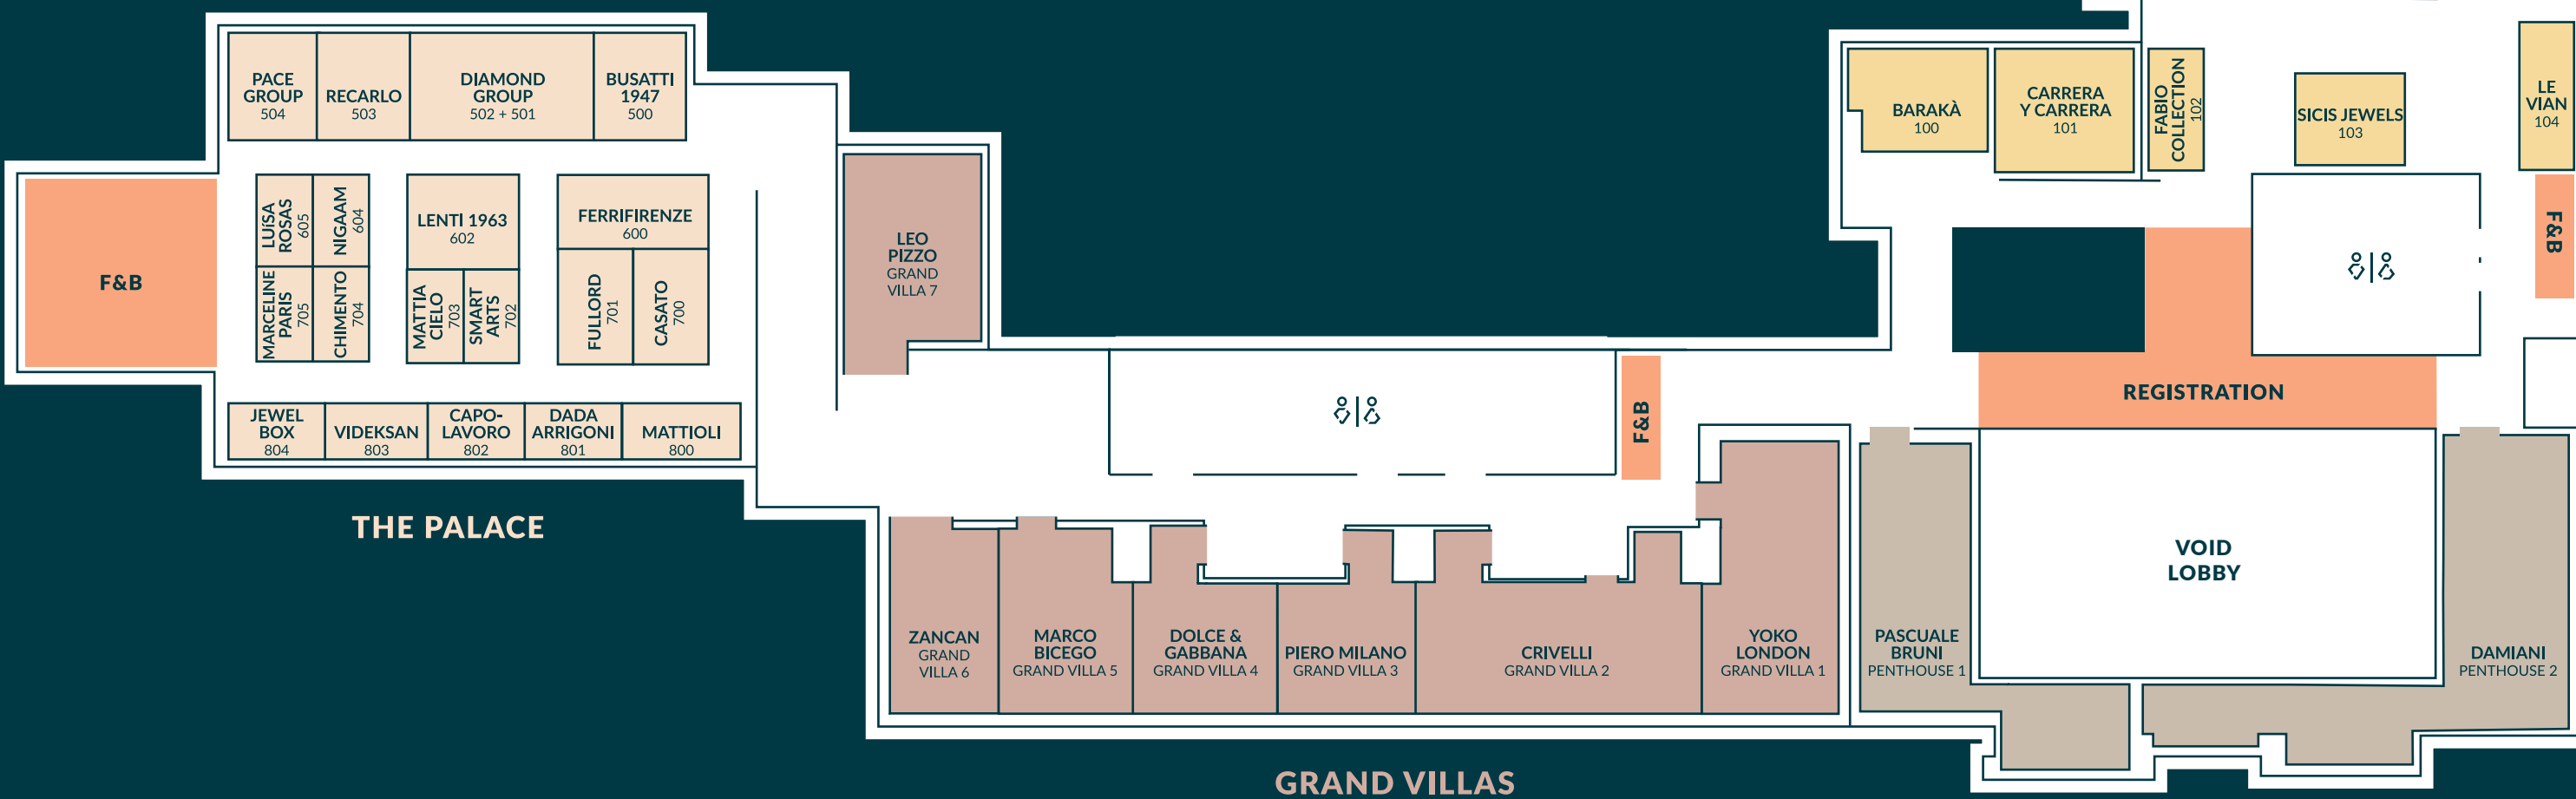 PACE
GROUP
504
RECARLO
503
DIAMOND
GROUP
502 + 501
BUSATTI
1947
500
F&B
LUÍSA
ROSAS
605
NIGAAM
604
MARCELINE
PARIS
705
CHIMENTO
704
LENTI 1963
602
MATTIA
CIELO
703
SMART
ARTS
702
FERRIFIRENZE
600
FULLORD
701
CASATO
700
JEWEL
BOX
804
VIDEKSAN
803
CAPO-
LAVORO
802
DADA
ARRIGONI
801
MATTIOLI
800
THE PALACE
LEO
PIZZO
GRAND
VILLA 7
F&B
ZANCAN
GRAND
VILLA 6
MARCO
BICEGO
GRAND VILLA 5
DOLCE &
GABBANA
GRAND VILLA 4
PIERO MILANO
GRAND VILLA 3
CRIVELLI
GRAND VILLA 2
YOKO
LONDON
GRAND VILLA 1
GRAND VILLAS
BARAKÀ
100
CARRERA
Y CARRERA
101
FABIO
COLLECTION
102
SICIS JEWELS
103
LE
VIAN
104
F&B
REGISTRATION
VOID
LOBBY
PASCUALE
BRUNI
PENTHOUSE 1
DAMIANI
PENTHOUSE 2